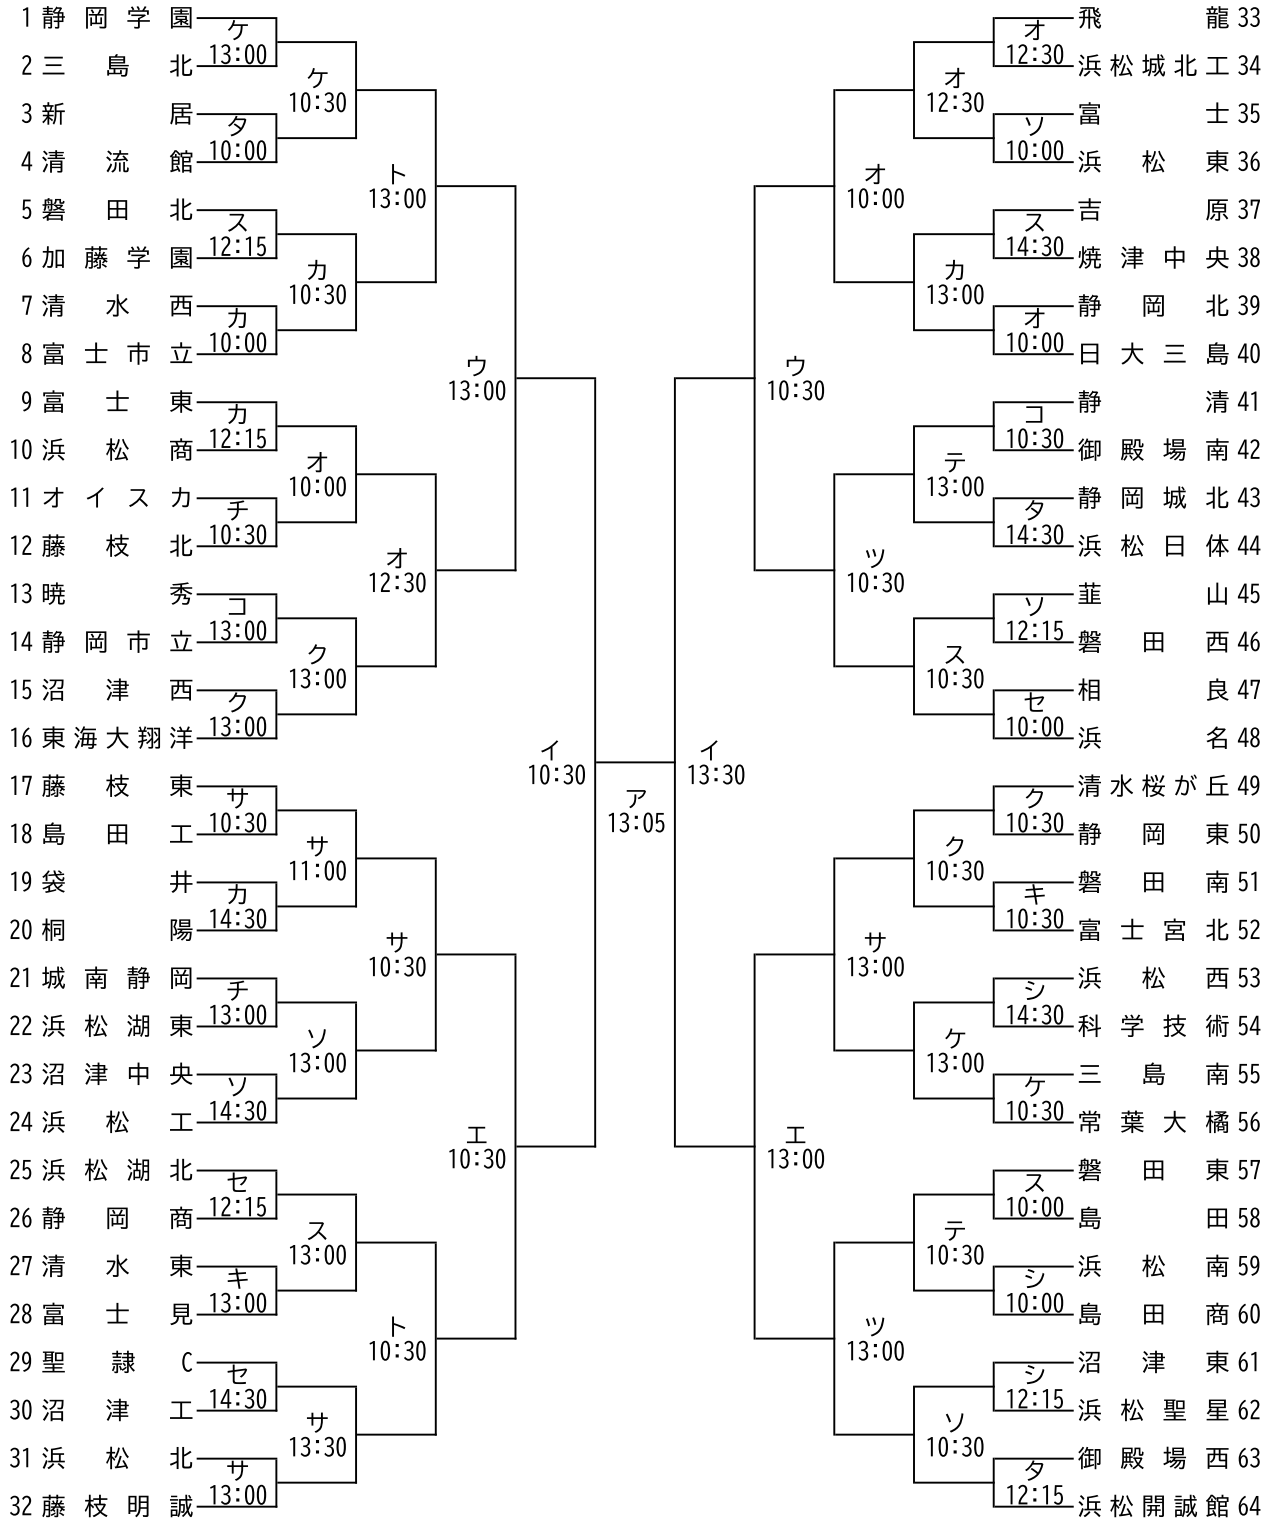 1 静岡学園
2 三島北
ケ
13:00
3 新居
4 清流館
タ
10:00
ケ
10:30
5 磐田北
6 加藤学園
ス
12:15
7 清水西
8 富士市立
カ
10:00
カ
10:30
ト
13:00
9 富士東
10 浜松商
カ
12:15
11 オイスカ
12 藤枝北
チ
10:30
オ
10:00
13 暁秀
14 静岡市立
コ
13:00
15 沼津西
16 東海大翔洋
ク
13:00
ク
13:00
オ
12:30
ウ
13:00
17 藤枝東
18 島田工
サ
10:30
19 袋井
20 桐陽
カ
14:30
サ
11:00
21 城南静岡
22 浜松湖東
チ
13:00
23 沼津中央
24 浜松工
ソ
14:30
ソ
13:00
サ
10:30
25 浜松湖北
26 静岡商
セ
12:15
27 清水東
28 富士見
キ
13:00
ス
13:00
29 聖隷C
30 沼津工
セ
14:30
31 浜松北
32 藤枝明誠
サ
13:00
サ
13:30
ト
10:30
エ
10:30
イ
10:30
ア
13:05
イ
13:30
飛龍 33
浜松城北工 34
オ
12:30
富士 35
浜松東 36
ソ
10:00
オ
12:30
吉原 37
焼津中央 38
ス
14:30
静岡北 39
日大三島 40
オ
10:00
カ
13:00
オ
10:00
静清 41
御殿場南 42
コ
10:30
静岡城北 43
浜松日体 44
タ
14:30
テ
13:00
韮山 45
磐田西 46
ソ
12:15
相良 47
浜名 48
セ
10:00
ス
10:30
ツ
10:30
ウ
10:30
清水桜が丘 49
静岡東 50
ク
10:30
磐田南 51
富士宮北 52
キ
10:30
ク
10:30
浜松西 53
科学技術 54
シ
14:30
三島南 55
常葉大橘 56
ケ
10:30
ケ
13:00
サ
13:00
磐田東 57
島田 58
ス
10:00
浜松南 59
島田商 60
シ
10:00
テ
10:30
沼津東 61
浜松聖星 62
シ
12:15
御殿場西 63
浜松開誠館 64
タ
12:15
ソ
10:30
ツ
13:00
エ
13:00